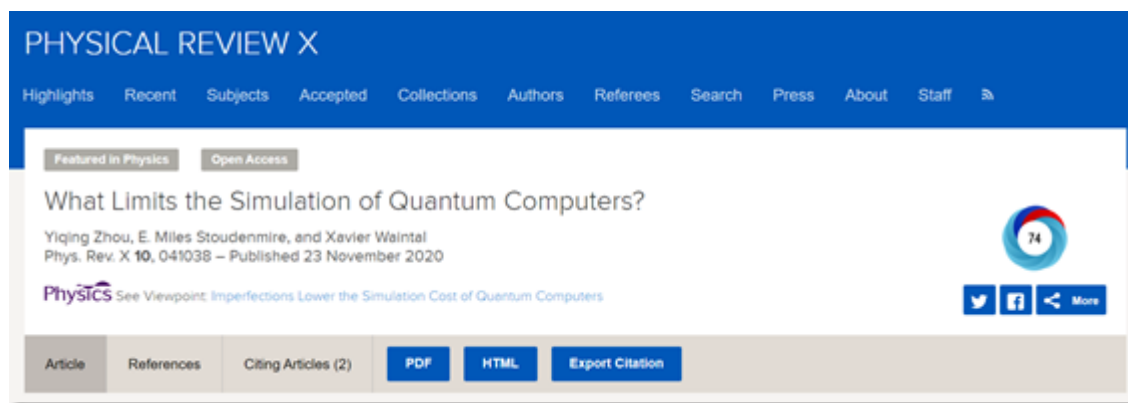 PHYSICAL REVIEW X
Highlights Recent Subjects Accepted Collections Authors Referees Search Press About Staff
Featured in Physics Open Access
What Limits the Simulation of Quantum Computers?
Yiqing Zhou, E. Miles Stoudenmire, and Xavier Waintal
Phys. Rev. X 10, 041038 – Published 23 November 2020
74
Physics See Viewpoint: Imperfections Lower the Simulation Cost of Quantum Computers
More
Article References Citing Articles (2) PDF HTML Export Citation